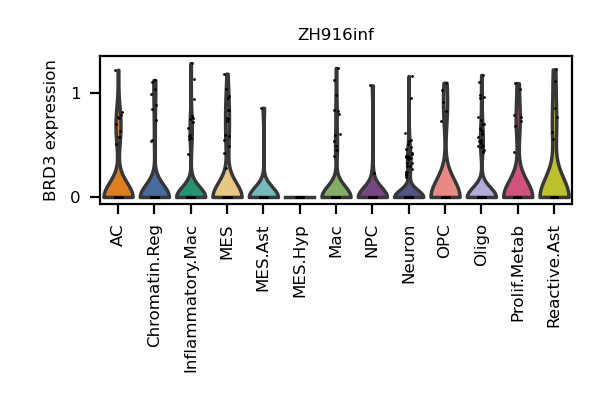 ZH916inf
BRD3 expression
1
0
AC
Chromatin.Reg
Inflammatory.Mac
MES
MES.Ast
MES.Hyp
Mac
NPC
Neuron
OPC
Oligo
Prolif.Metab
Reactive.Ast